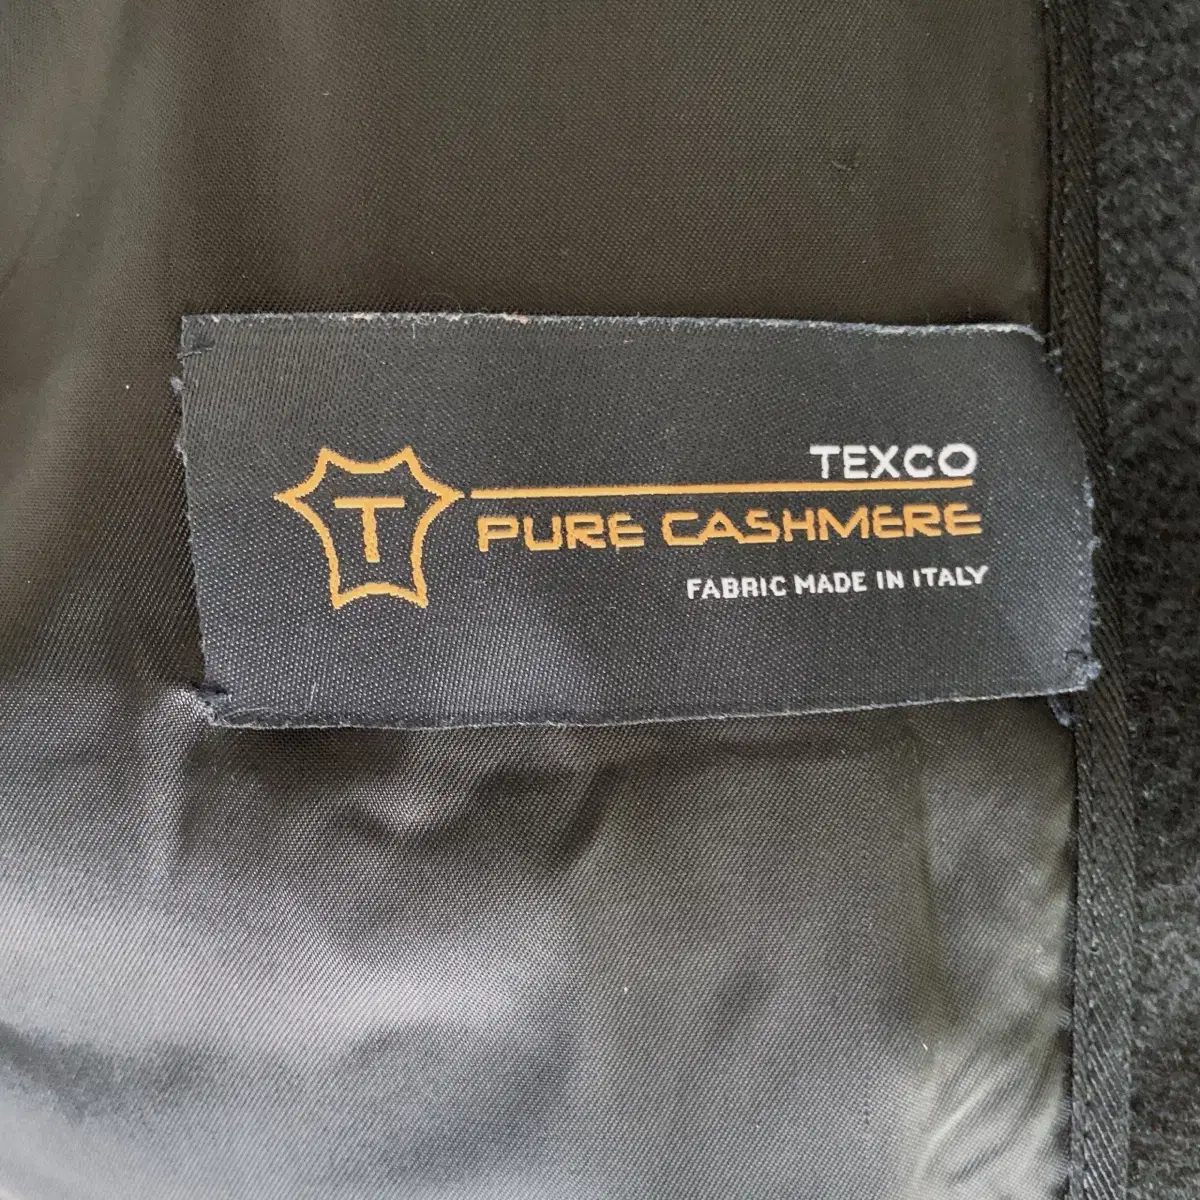 T
TEXCO
PURE CASHMERE
FABRIC MADE IN ITALY